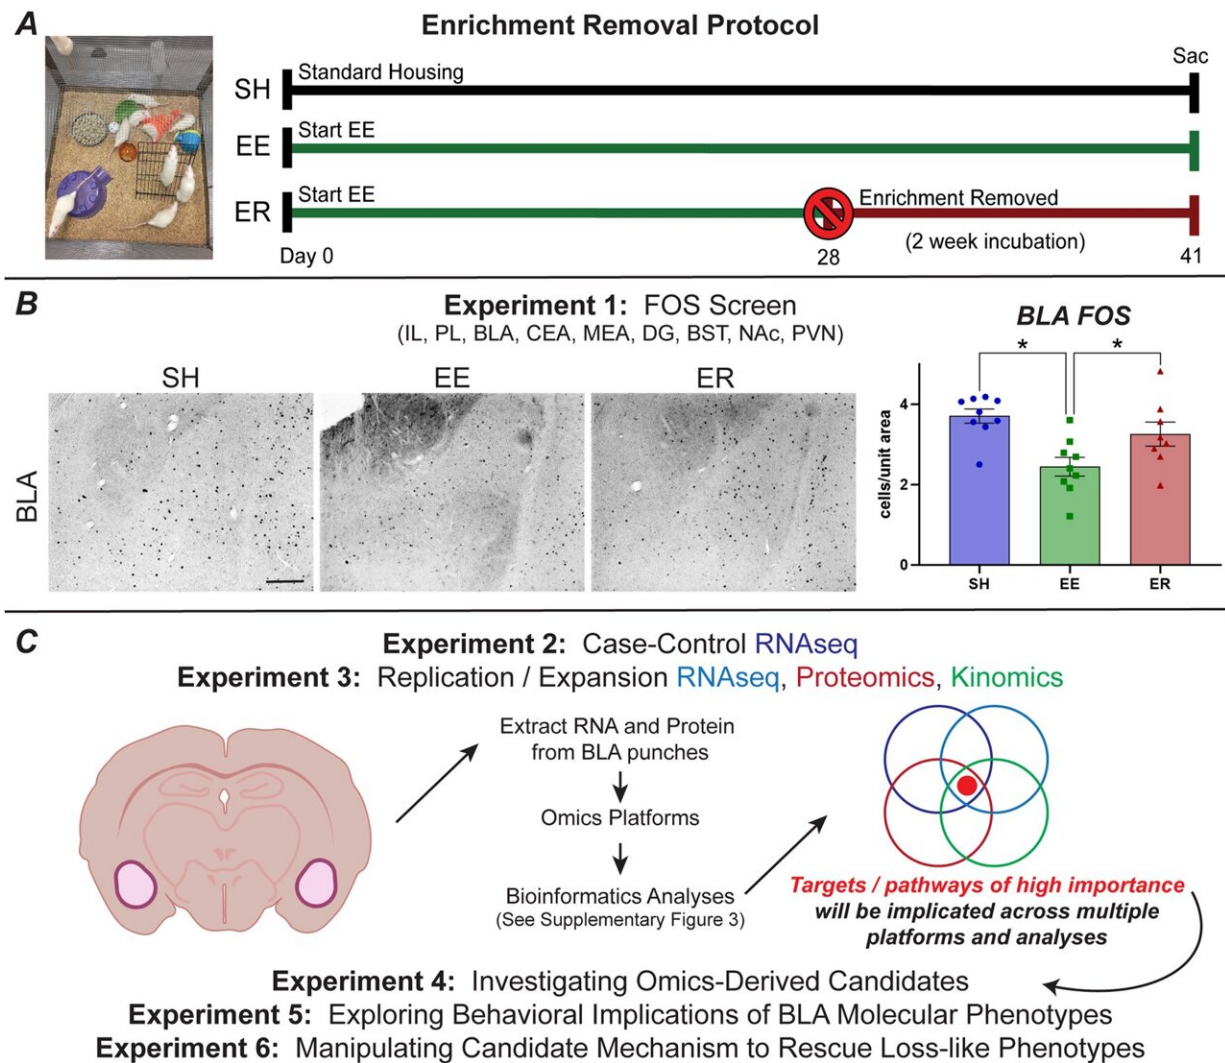 A
Enrichment Removal Protocol
Sac
SH
Standard Housing
EE
Start EE
ER
Start EE
Enrichment Removed
(2 week incubation)
Day 0
28
41
B
Experiment 1: FOS Screen
(IL, PL, BLA, CEA, MEA, DG, BST, NAc, PVN)
SH
EE
ER
BLA
BLA FOS
*
*
cells/unit area
4
2
0
SH
EE
ER
C
Experiment 2: Case-Control RNAseq
Experiment 3: Replication / Expansion RNAseq, Proteomics, Kinomics
Extract RNA and Protein
from BLA punches
Omics Platforms
Bioinformatics Analyses
(See Supplementary Figure 3)
Targets / pathways of high importance
will be implicated across multiple
platforms and analyses
Experiment 4: Investigating Omics-Derived Candidates
Experiment 5: Exploring Behavioral Implications of BLA Molecular Phenotypes
Experiment 6: Manipulating Candidate Mechanism to Rescue Loss-like Phenotypes